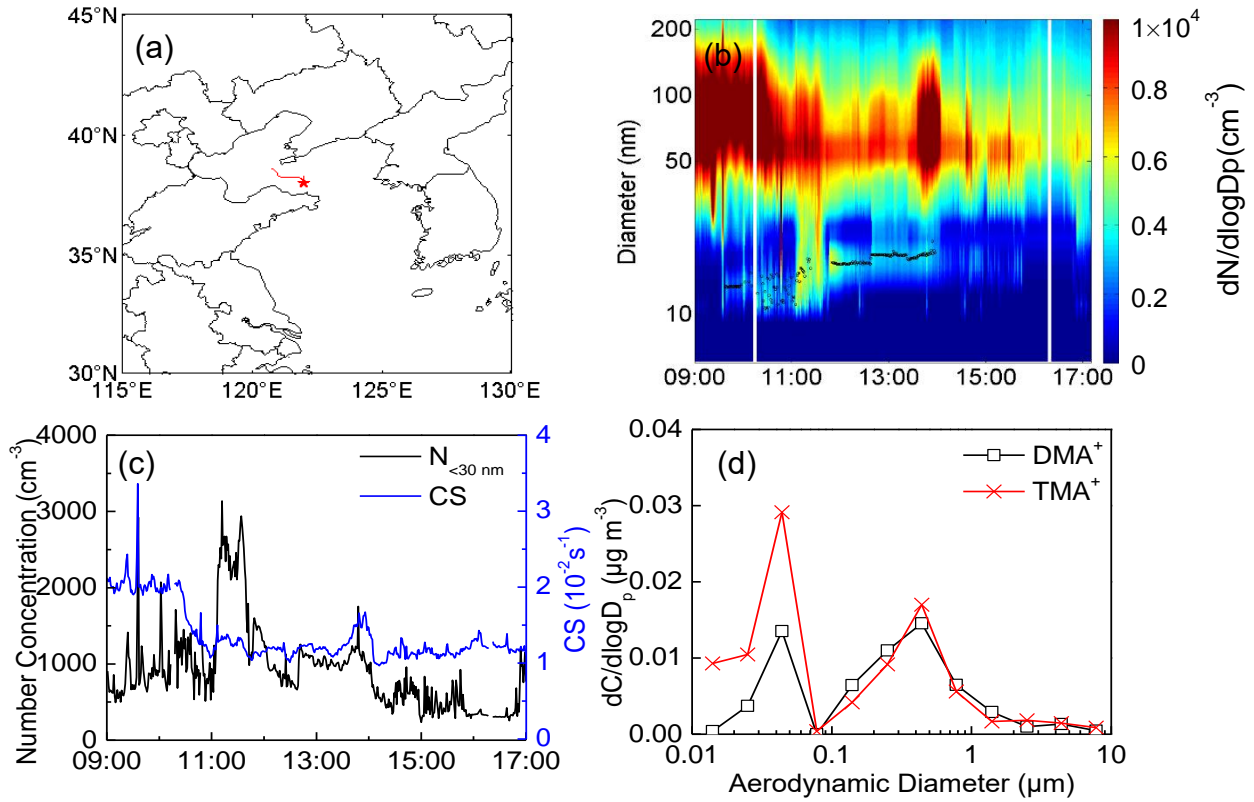 (a)
45°N
40°N
35°N
30°N
115°E
120°E
125°E
130°E
(b)
Diameter (nm)
200
100
50
10
09:00
11:00
13:00
15:00
17:00
1×10⁴
0.8
0.6
0.4
0.2
0
dN/dlogDp(cm⁻³)
(c)
Number Concentration (cm⁻³)
4000
3000
2000
1000
0
N<30 nm
CS
4
3
2
1
0
CS (10⁻²s⁻¹)
09:00
11:00
13:00
15:00
17:00
(d)
dC/dlogDp (µg m⁻³)
0.04
0.03
0.02
0.01
0.00
DMA⁺
TMA⁺
0.01
0.1
1
10
Aerodynamic Diameter (µm)